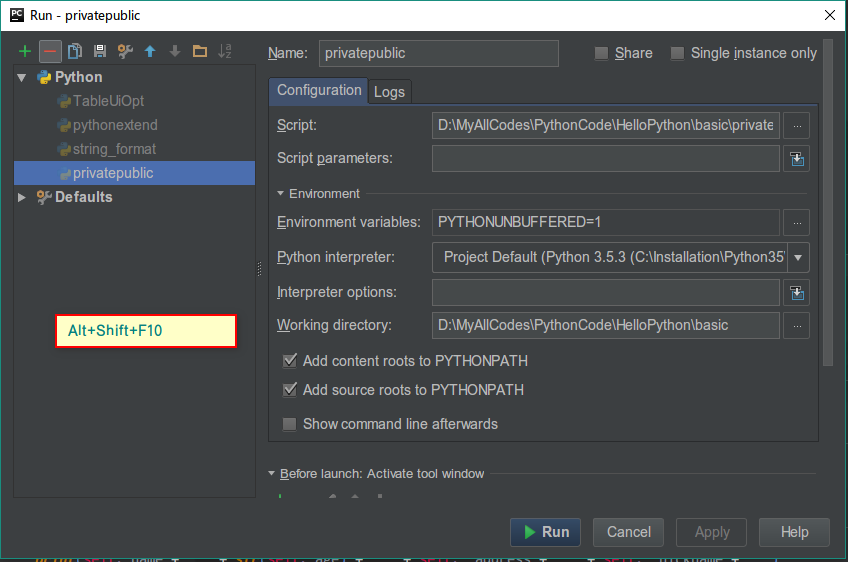 PC Run - privatepublic
Name: privatepublic Share Single instance only
Python
TableUiOpt
pythonextend
string_format
privatepublic
Defaults
Alt+Shift+F10
Configuration Logs
Script: D:\MyAllCodes\PythonCode\HelloPython\basic\private
Script parameters:
Environment
Environment variables: PYTHONUNBUFFERED=1
Python interpreter: Project Default (Python 3.5.3 (C:\Installation\Python35\
Interpreter options:
Working directory: D:\MyAllCodes\PythonCode\HelloPython\basic
Add content roots to PYTHONPATH
Add source roots to PYTHONPATH
Show command line afterwards
Before launch: Activate tool window
Run Cancel Apply Help